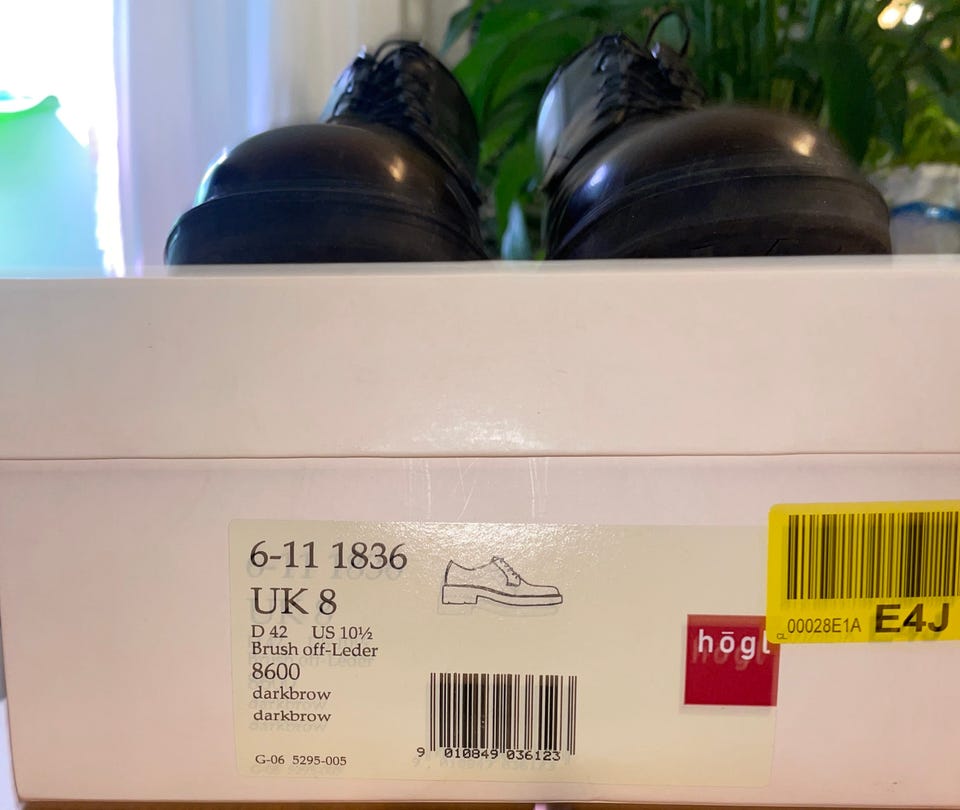 6-11 1836
UK 8
D 42 US 10½
Brush off-Leder
8600
darkbrow
darkbrow
G-06 5295-005
9 010849 036123
högl
00028E1A E4J
CL